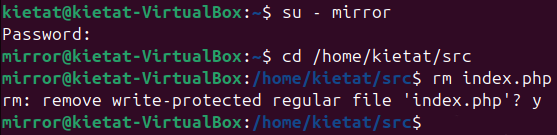 kietat@kietat-VirtualBox:~$ su - mirror
Password:
mirror@kietat-VirtualBox:~$ cd /home/kietat/src
mirror@kietat-VirtualBox:/home/kietat/src$ rm index.php
rm: remove write-protected regular file 'index.php'? y
mirror@kietat-VirtualBox:/home/kietat/src$